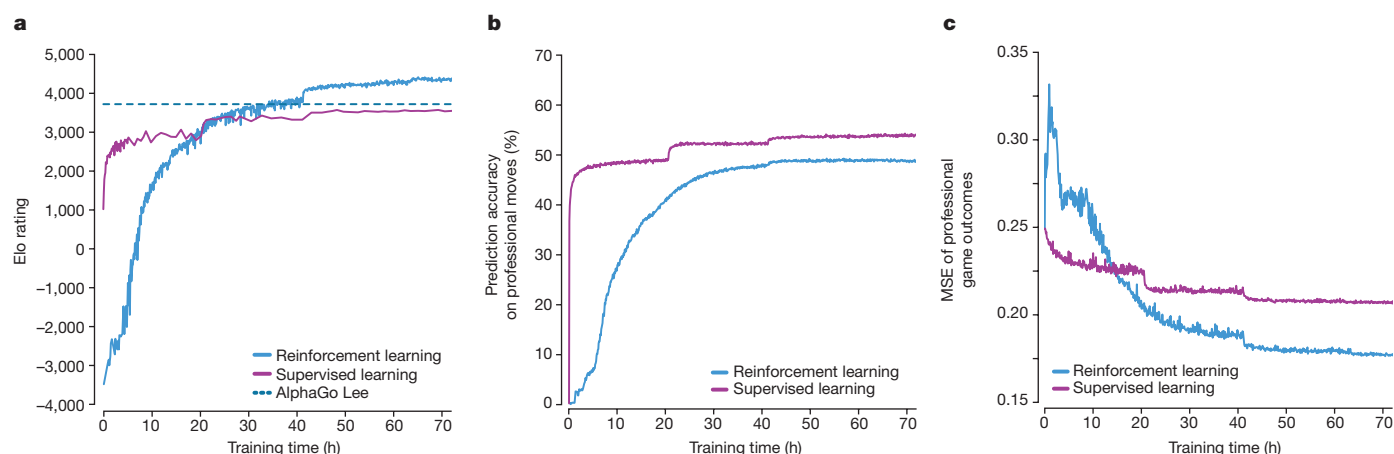 a
5,000
4,000
3,000
2,000
1,000
0
–1,000
–2,000
–3,000
–4,000
Elo rating
0 10 20 30 40 50 60 70
Training time (h)
Reinforcement learning
Supervised learning
AlphaGo Lee
b
70
60
50
40
30
20
10
0
Prediction accuracy
on professional moves (%)
0 10 20 30 40 50 60 70
Training time (h)
Reinforcement learning
Supervised learning
c
0.35
0.30
0.25
0.20
0.15
MSE of professional
game outcomes
0 10 20 30 40 50 60 70
Training time (h)
Reinforcement learning
Supervised learning